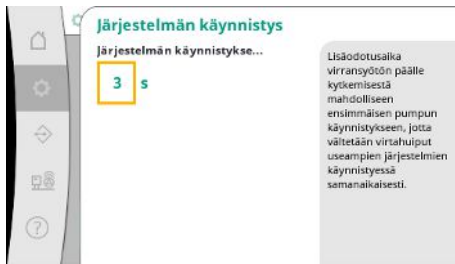 Järjestelmän käynnistys
Järjestelmän käynnistykse...
3 s
Lisäodotusaika
virransyötön päälle
kytkemisestä
mahdolliseen
ensimmäisen pumpun
käynnistykseen, jotta
vältetään virtahuiput
useampien järjestelmien
käynnistyessä
samanaikaisesti.
?